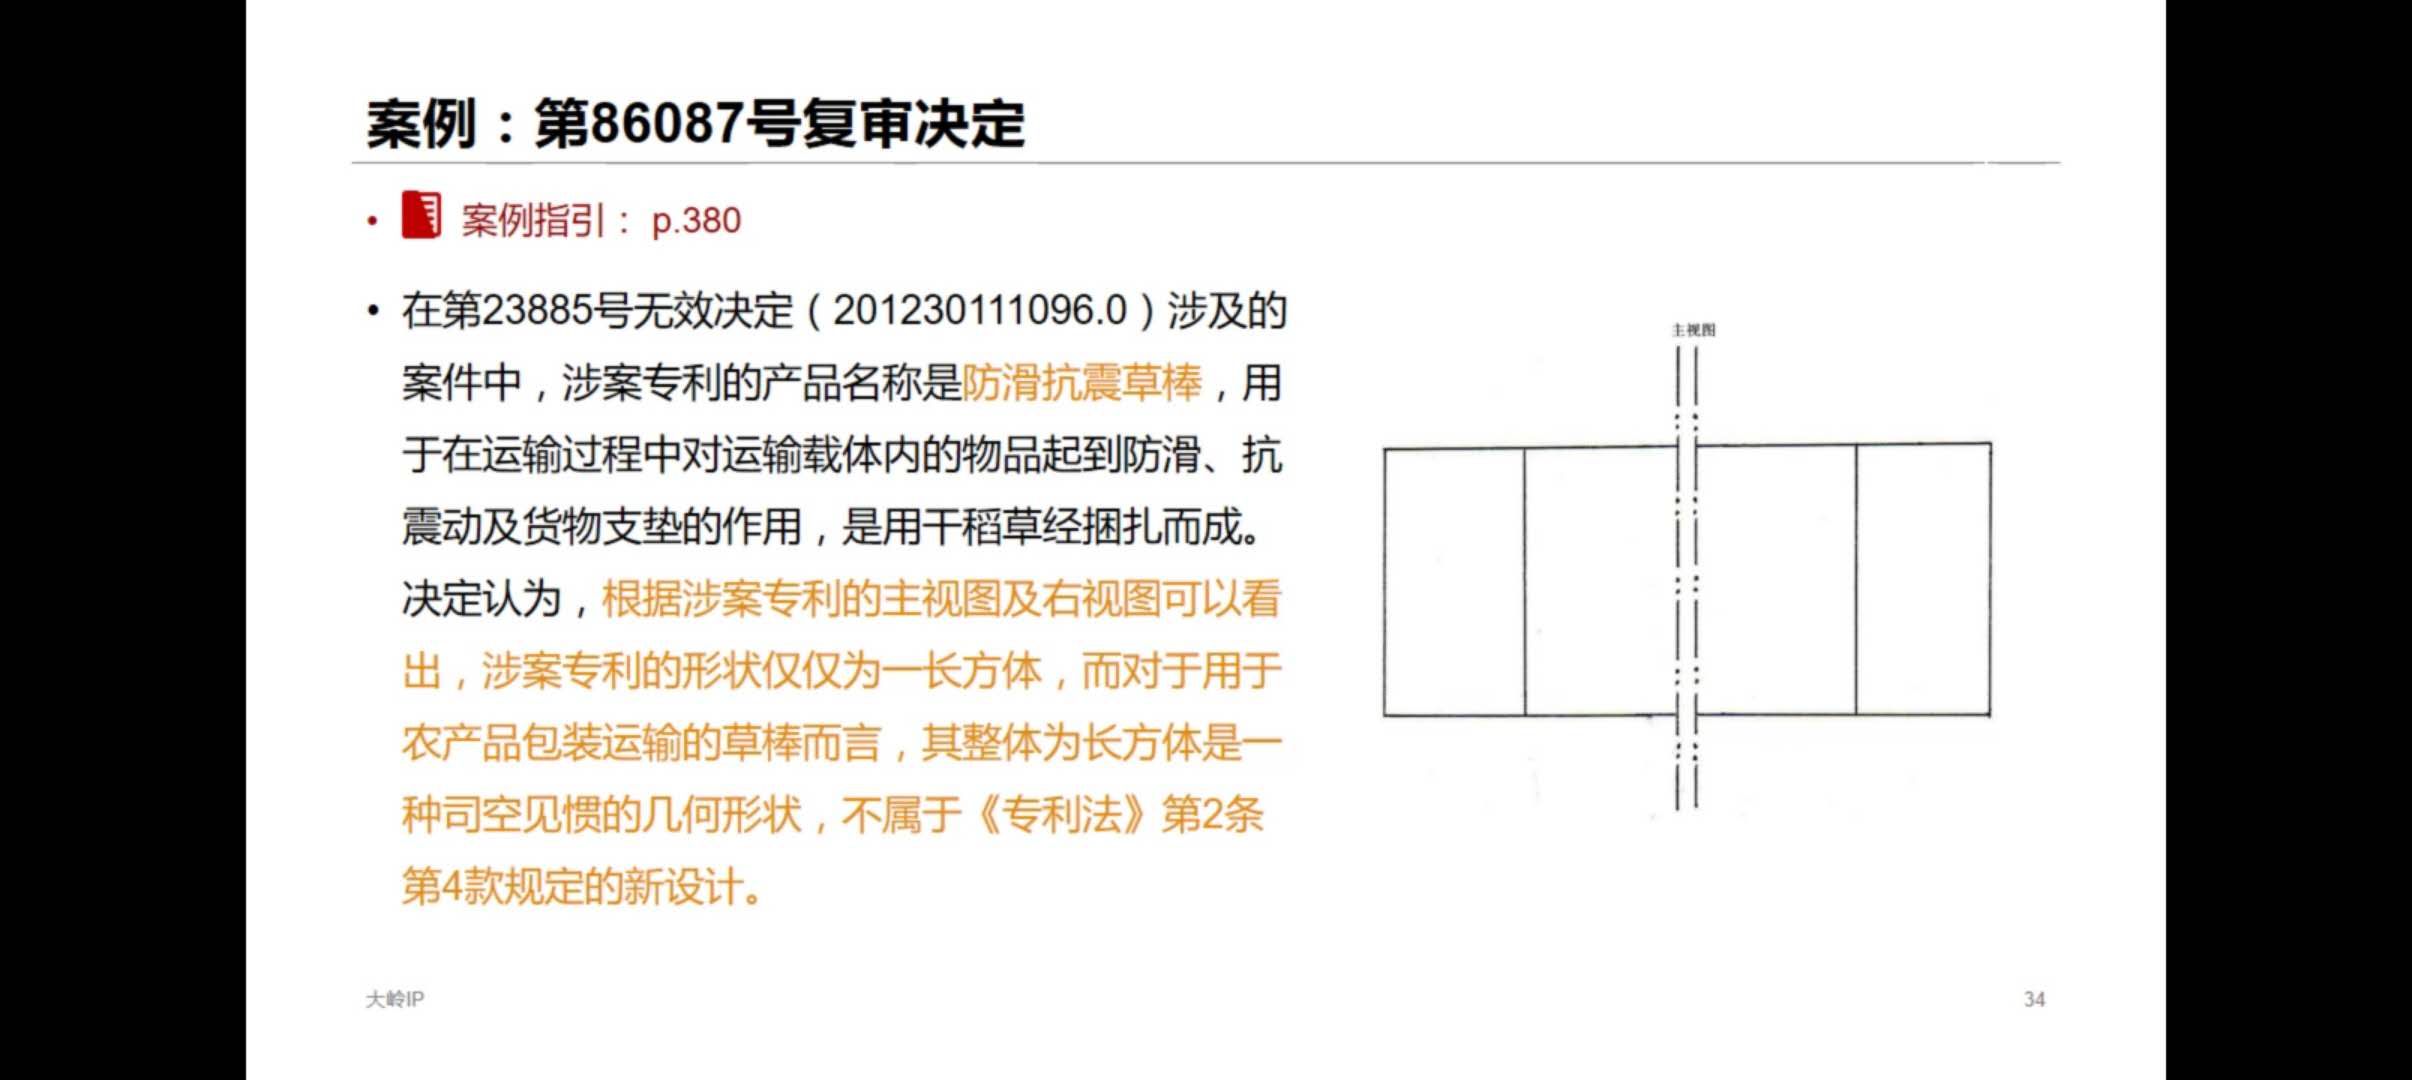 案例：第86087号复审决定
• 案例指引： p.380
• 在第23885号无效决定（201230111096.0）涉及的
案件中，涉案专利的产品名称是防滑抗震草棒，用
于在运输过程中对运输载体内的物品起到防滑、抗
震动及货物支垫的作用，是用干稻草经捆扎而成。
决定认为，根据涉案专利的主视图及右视图可以看
出，涉案专利的形状仅仅为一长方体，而对于用于
农产品包装运输的草棒而言，其整体为长方体是一
种司空见惯的几何形状，不属于《专利法》第2条
第4款规定的新设计。
主视图
大岭IP
34